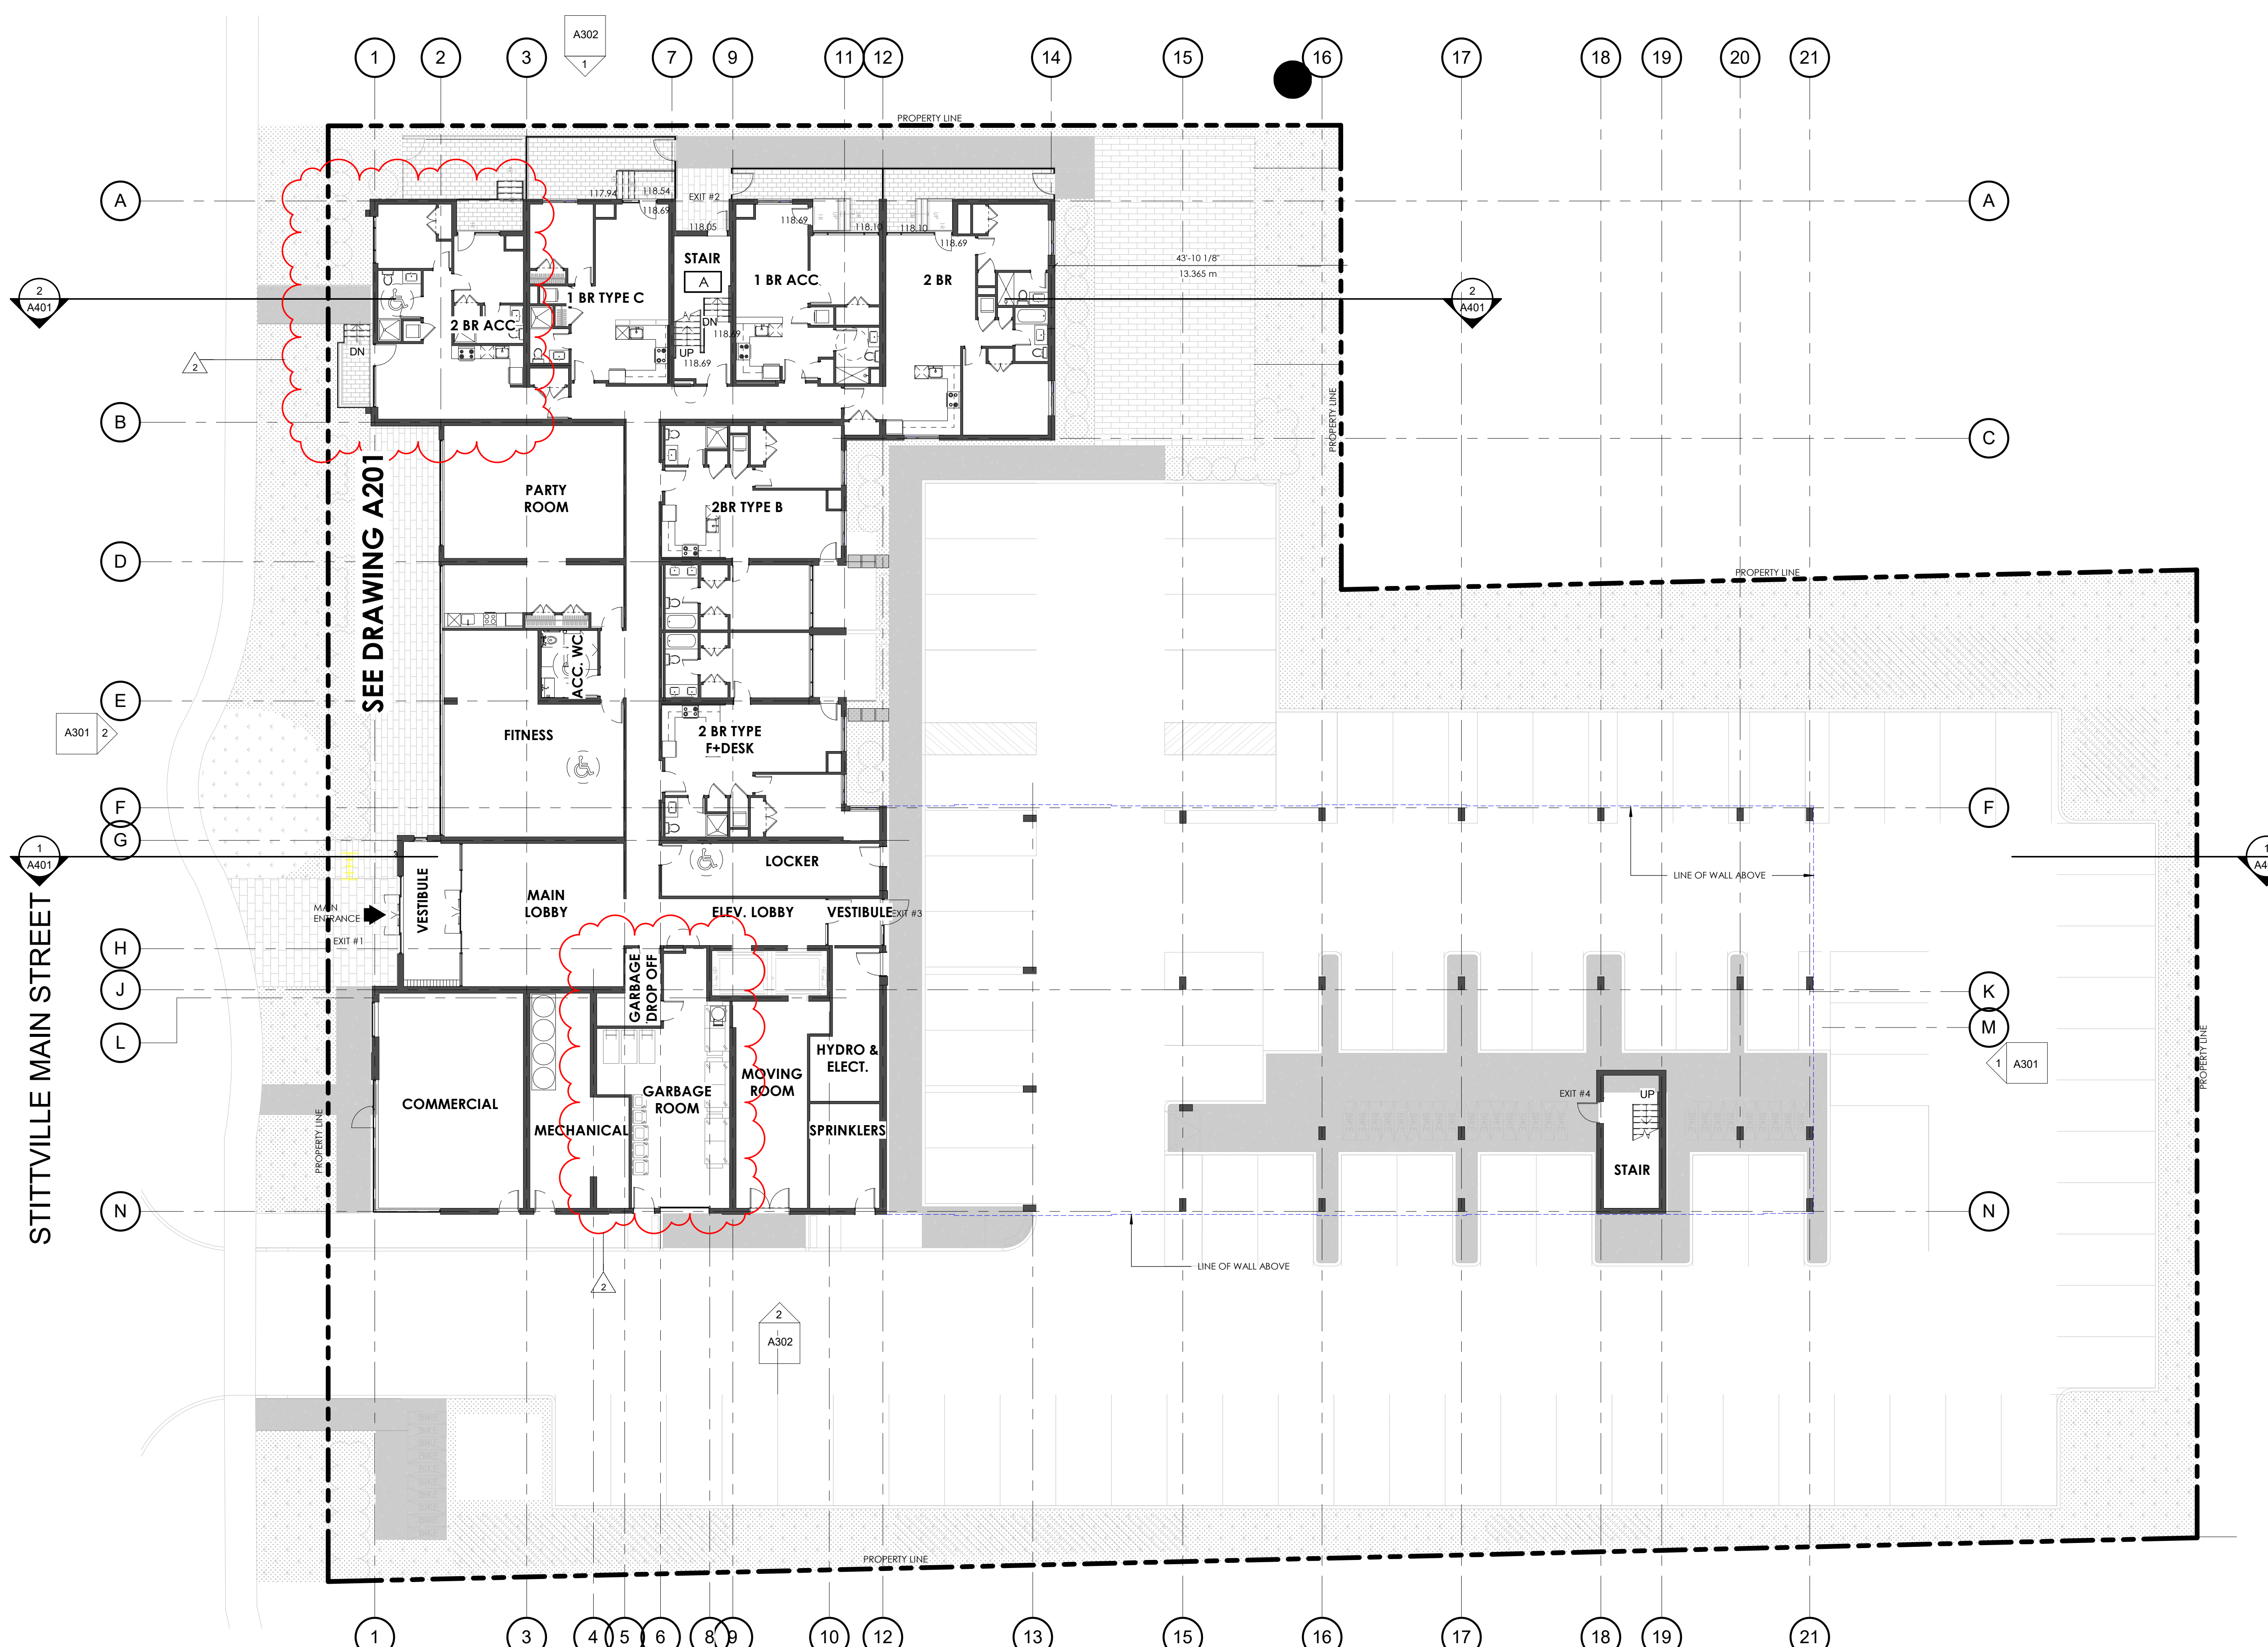 A302
1
1
2
3
7
9
11
12
14
15
16
17
18
19
20
21
PROPERTY LINE
A
A
117.94
118.54
118.69
EXIT #2
118.05
118.69
118.10
118.10
118.69
STAIR
A
1 BR ACC
2 BR
43'-10 1/8"
13.365 m
2
A401
2
A401
1 BR TYPE C
2 BR ACC
DN
DN
118.69
UP
118.69
2
PROPERTY LINE
B
C
SEE DRAWING A201
PARTY
ROOM
2BR TYPE B
D
PROPERTY LINE
ACC. WC
E
A301
2
FITNESS
2 BR TYPE
F+DESK
F
F
G
1
A401
LOCKER
LINE OF WALL ABOVE
STITTVILLE MAIN STREET
VESTIBULE
MAIN
LOBBY
MAIN
ENTRANCE
ELEV. LOBBY
VESTIBULE
EXIT #3
EXIT #1
H
GARBAGE
DROP OFF
J
K
L
M
HYDRO &
ELECT.
MOVING
ROOM
1
A301
PROPERTY LINE
GARBAGE
ROOM
COMMERCIAL
EXIT #4
UP
MECHANICAL
SPRINKLERS
PROPERTY LINE
STAIR
N
N
LINE OF WALL ABOVE
2
2
A302
PROPERTY LINE
1
3
4
5
6
8
9
10
12
13
15
16
17
18
19
21